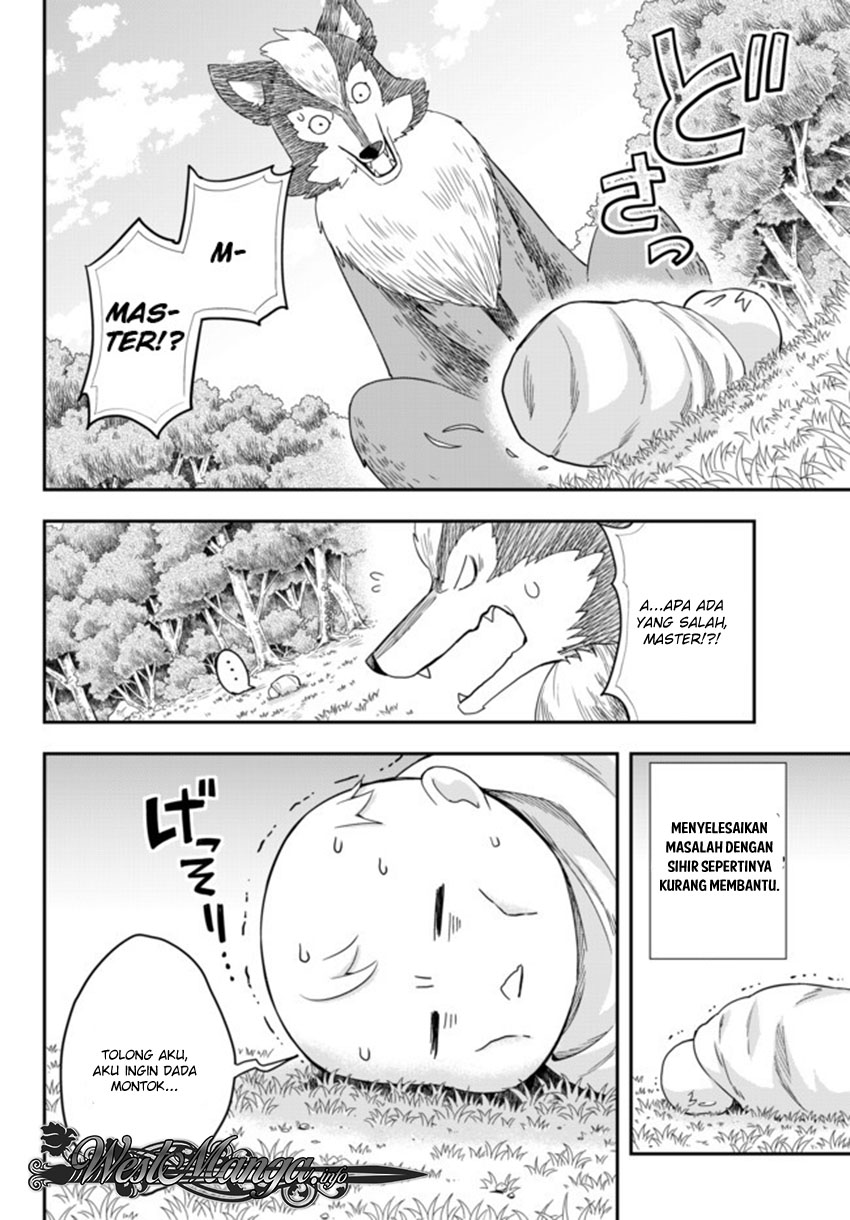 どさっ
M-
MAS-
TER!?
A...APA ADA
YANG SALAH,
MASTER!?!
...
MENYELESAIKAN
MASALAH DENGAN
SIHIR SEPERTINYA
KURANG MEMBANTU.
げっそり
TOLONG AKU,
AKU INGIN DADA
MONTOK...
WestManga.info